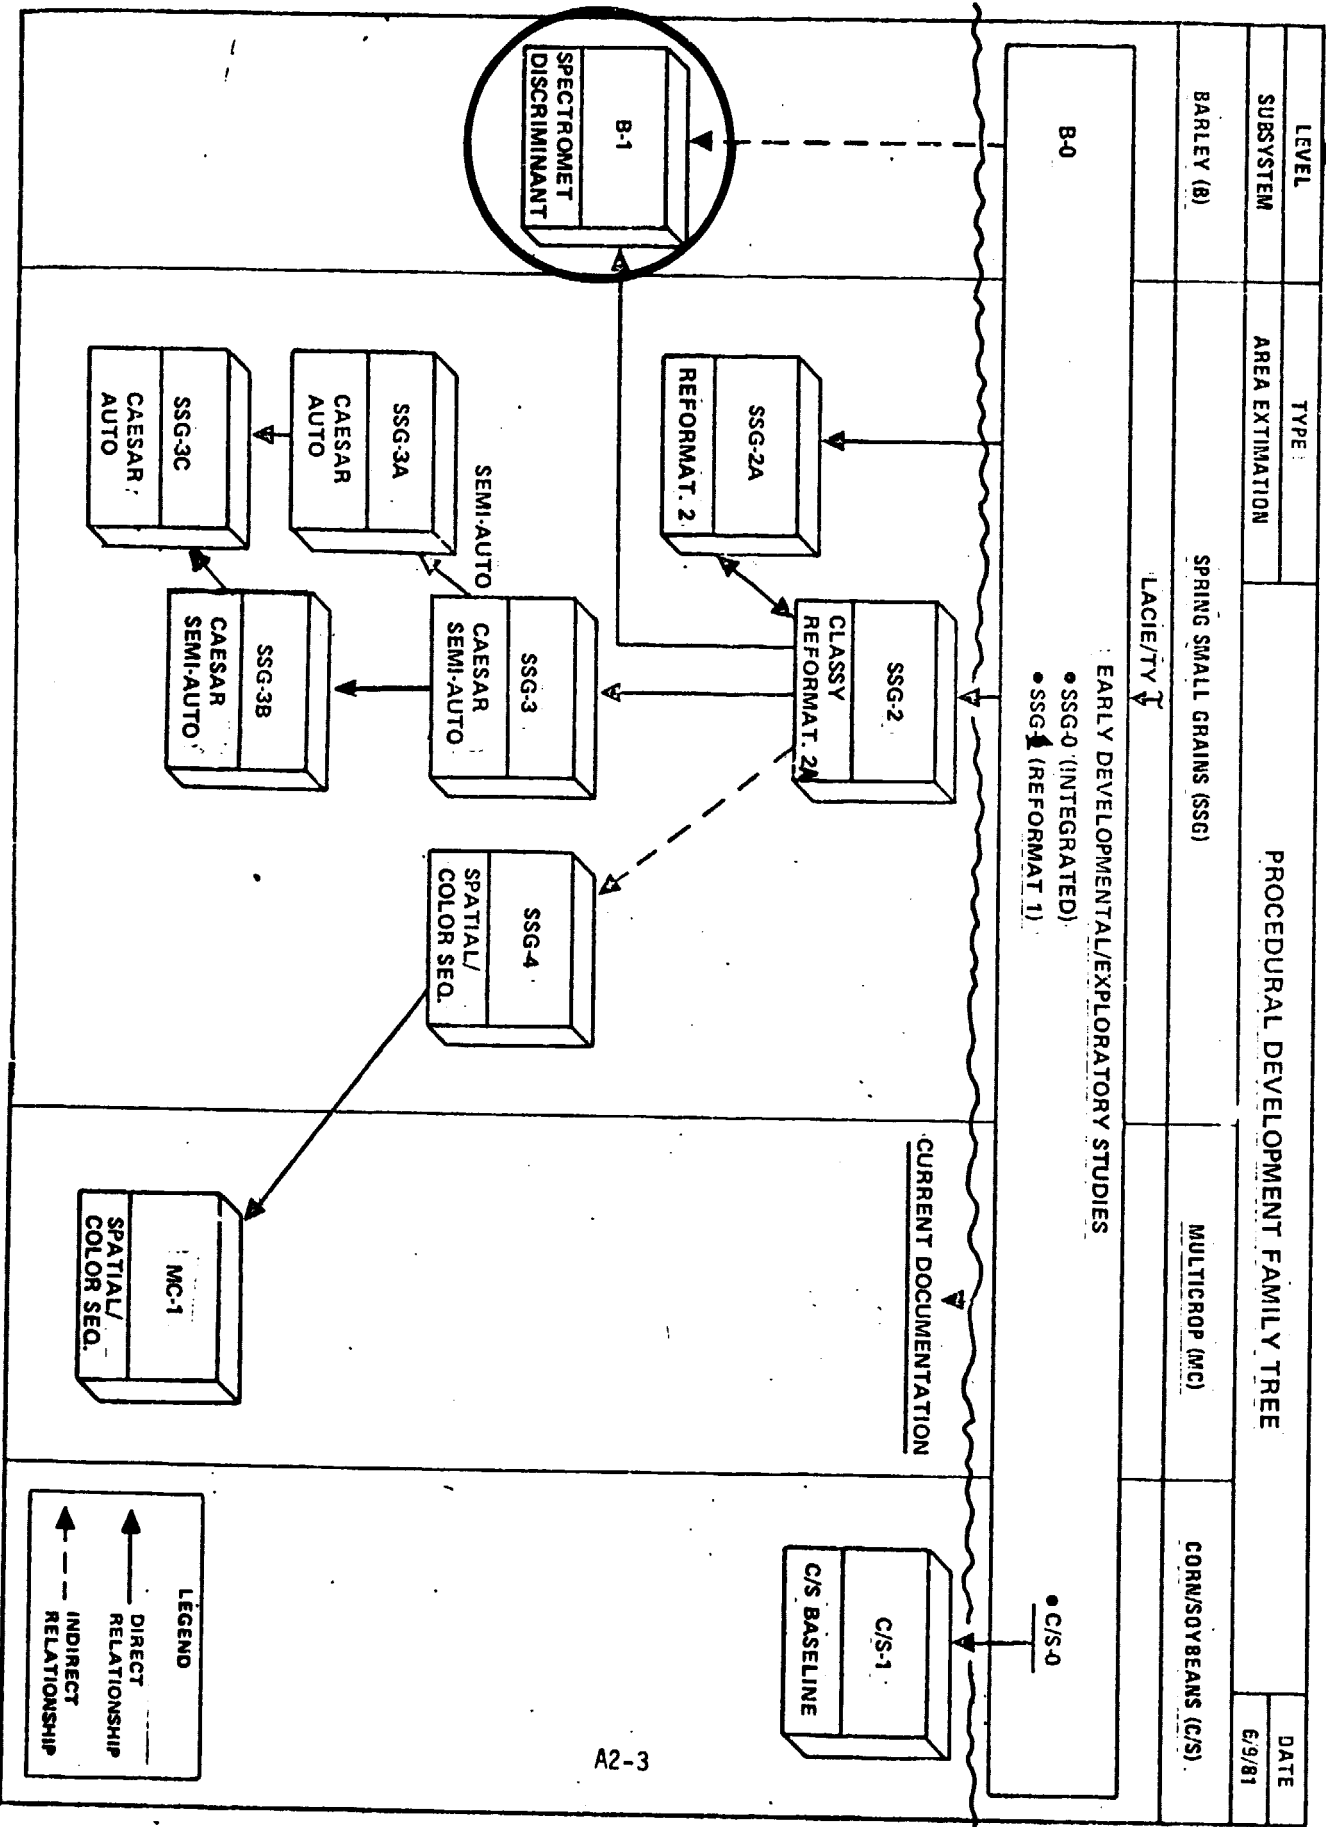 LEVEL
SUBSYSTEM
TYPE
AREA EXTIMATION
PROCEDURAL DEVELOPMENT FAMILY TREE
DATE
6/9/81
BARLEY (B)
SPRING SMALL GRAINS (SSG)
MULTICROP (MC)
CORN/SOYBEANS (C/S)
LACIE/TY
B-0
EARLY DEVELOPMENTAL/EXPLORATORY STUDIES
• SSG-0 (INTEGRATED)
(REFORMAT 1)
• C/S-0
CURRENT DOCUMENTATION
B-1
SPECTROMET
DISCRIMINANT
SSG-2A
REFORMAT. 2
SSG-2
CLASSY
REFORMAT. 2A
C/S-1
C/S BASELINE
SEMI-AUTO
SSG-3A
CAESAR
AUTO
SSG-3
CAESAR
SEMI-AUTO
SSG-4
SPATIAL/
COLOR SEQ.
SSG-3C
CAESAR
AUTO
SSG-3B
CAESAR
SEMI-AUTO
MC-1
SPATIAL/
COLOR SEQ.
LEGEND
DIRECT
RELATIONSHIP
INDIRECT
RELATIONSHIP
A2-3